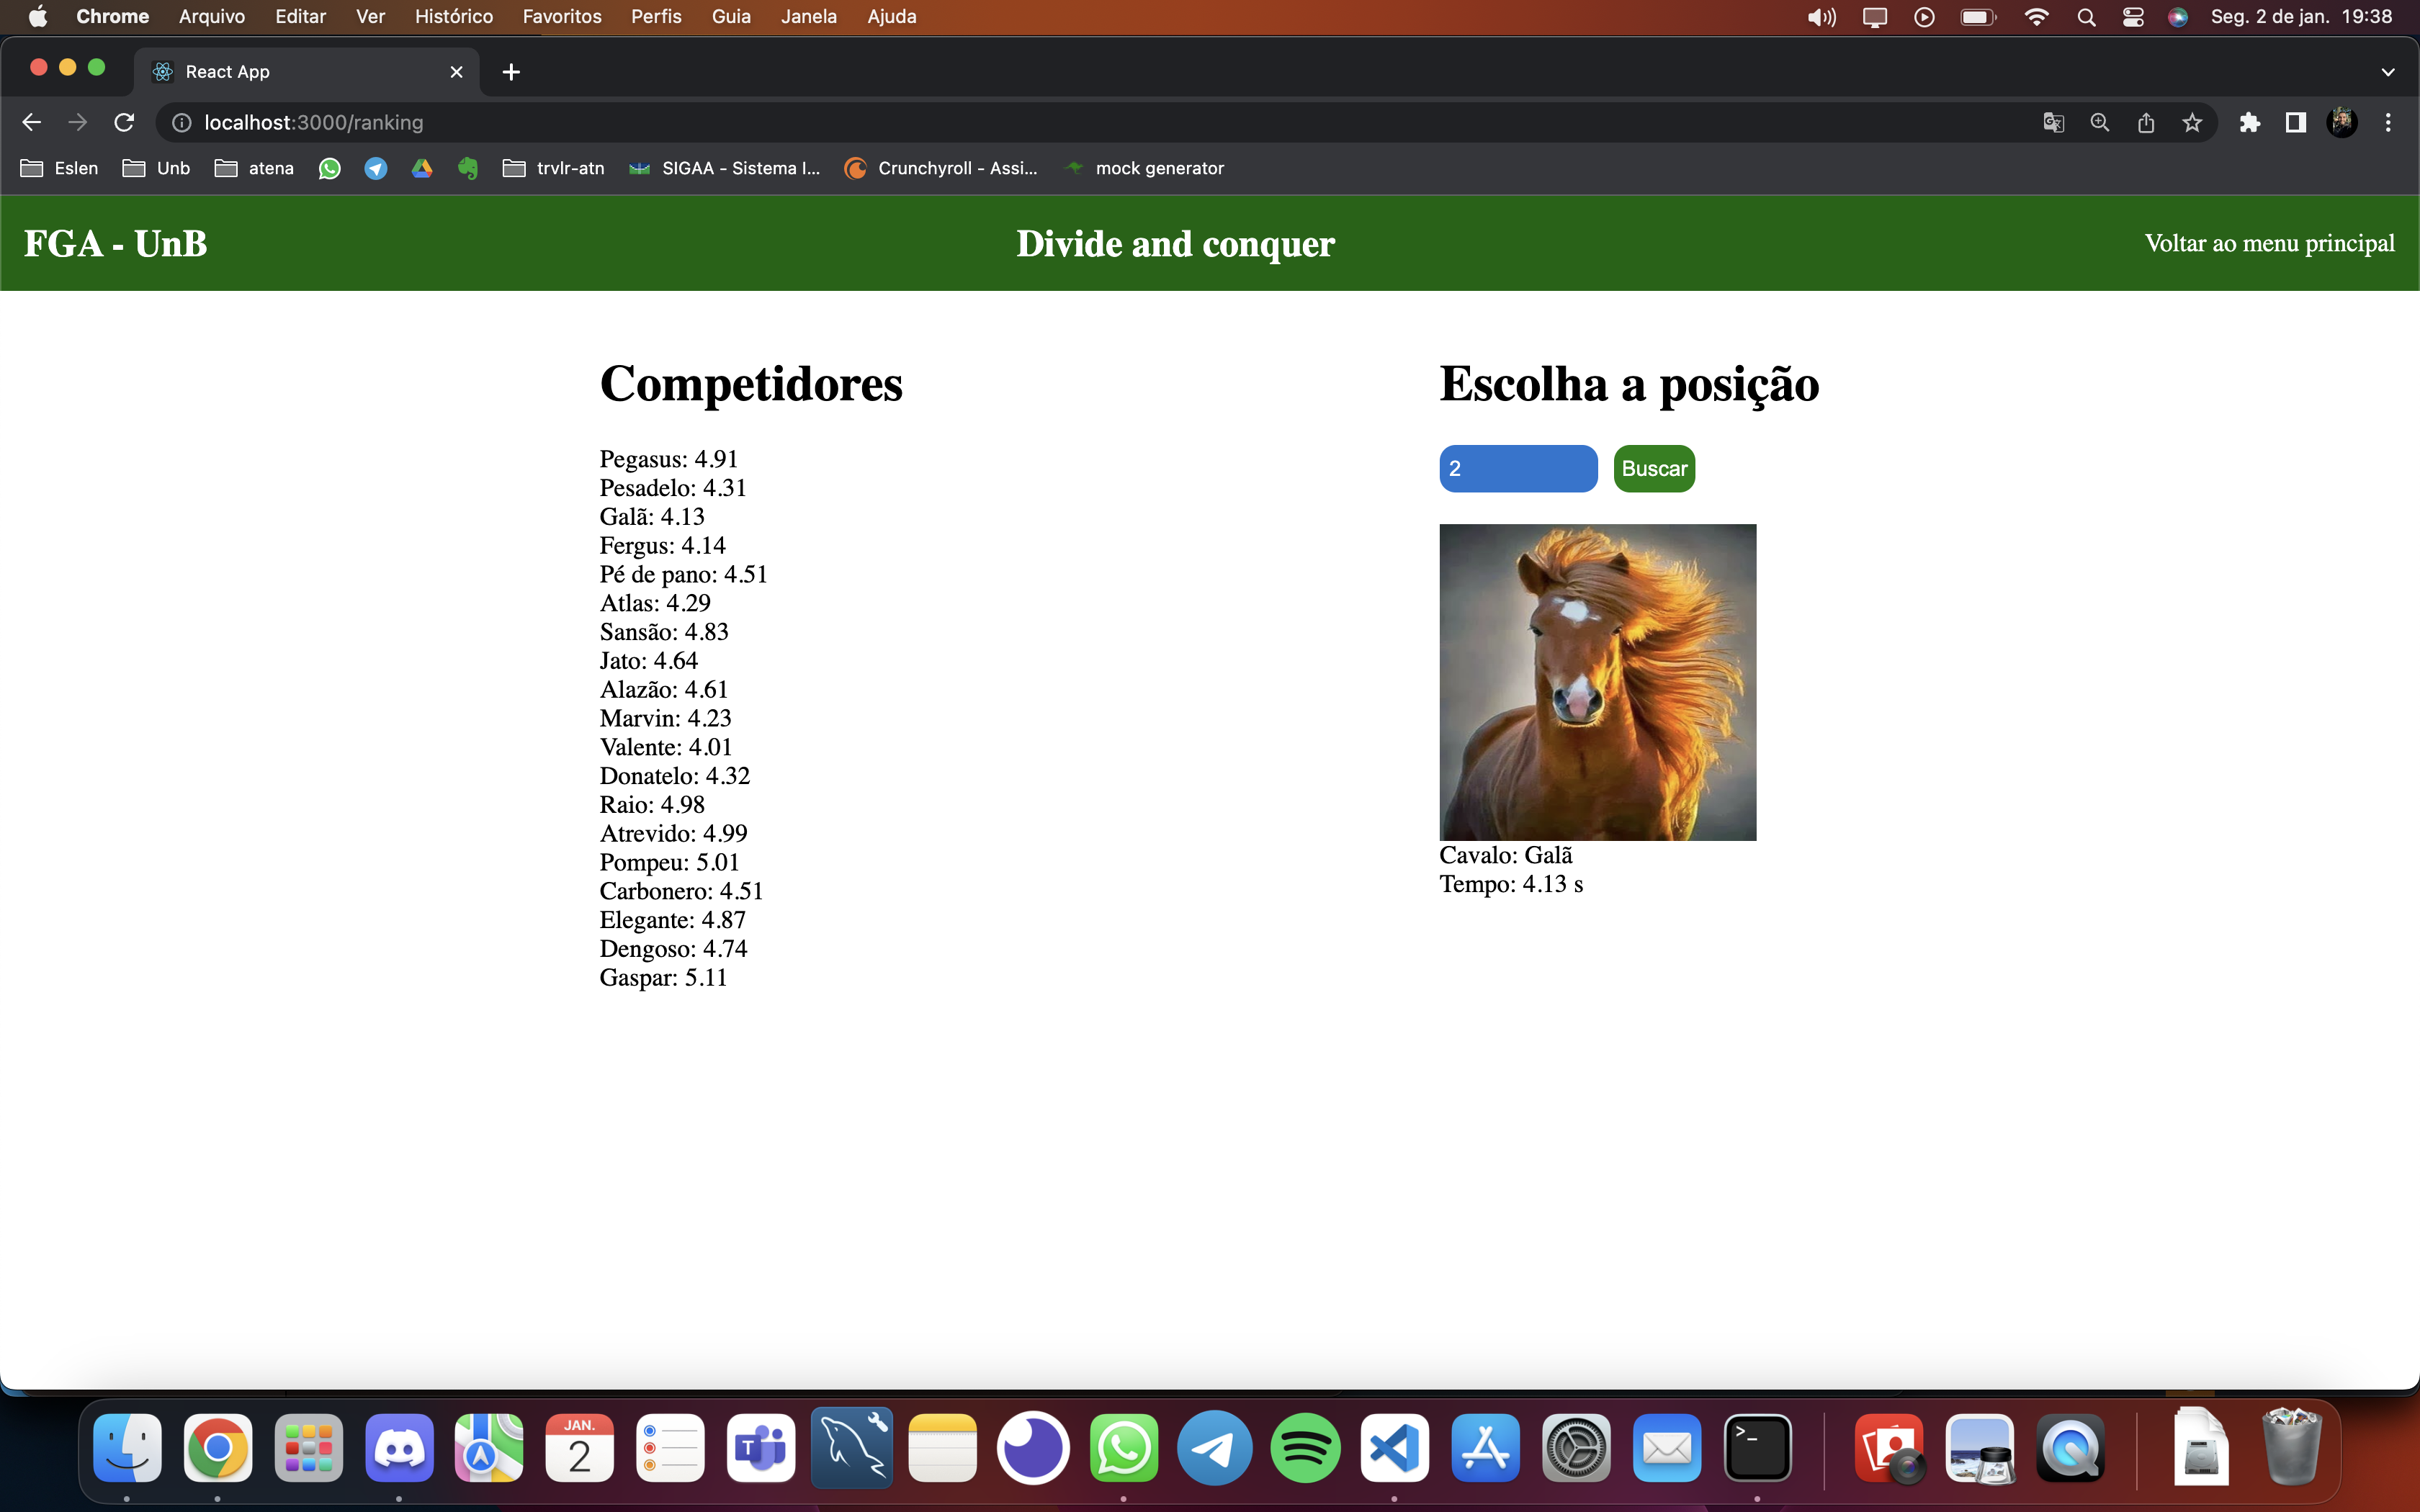 Chrome Arquivo Editar Ver Histórico Favoritos Perfis Guia Janela Ajuda Seg. 2 de jan. 19:38
React App
localhost:3000/ranking
Eslen Unb atena trvlr-atn SIGAA - Sistema I... Crunchyroll - Assi... mock generator
FGA - UnB Divide and conquer Voltar ao menu principal
Competidores
Pegasus: 4.91
Pesadelo: 4.31
Galã: 4.13
Fergus: 4.14
Pé de pano: 4.51
Atlas: 4.29
Sansão: 4.83
Jato: 4.64
Alazão: 4.61
Marvin: 4.23
Valente: 4.01
Donatelo: 4.32
Raio: 4.98
Atrevido: 4.99
Pompeu: 5.01
Carbonero: 4.51
Elegante: 4.87
Dengoso: 4.74
Gaspar: 5.11
Escolha a posição
2 Buscar
Cavalo: Galã
Tempo: 4.13 s
JAN.
2
T
>_